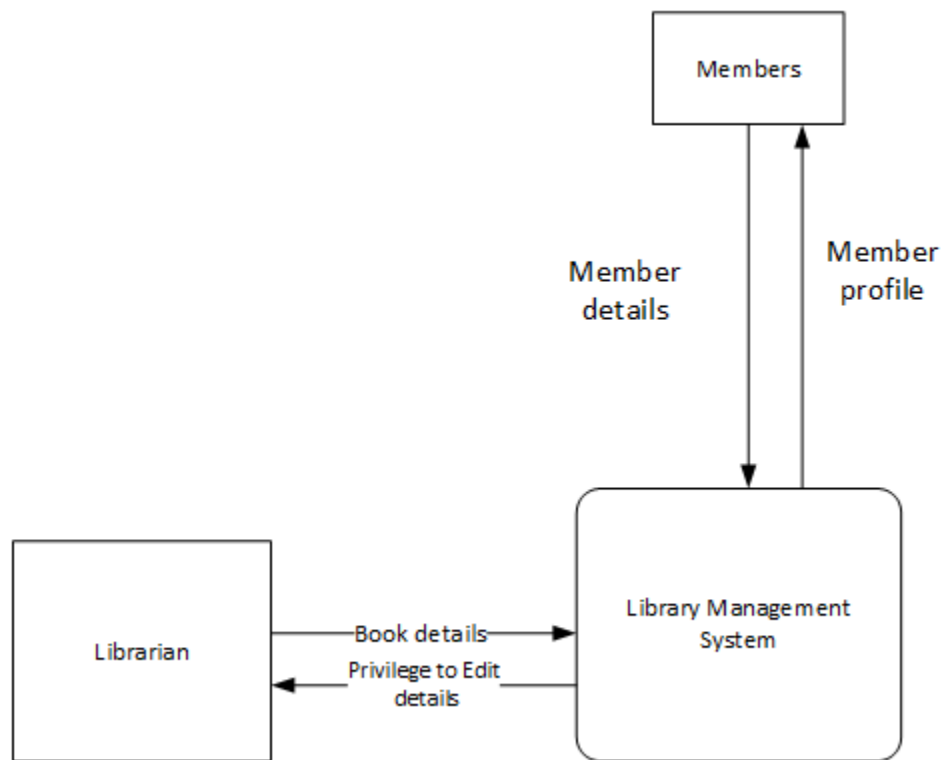 Members
Member
details
Member
profile
Library Management
System
Librarian
Book details
Privilege to Edit
details